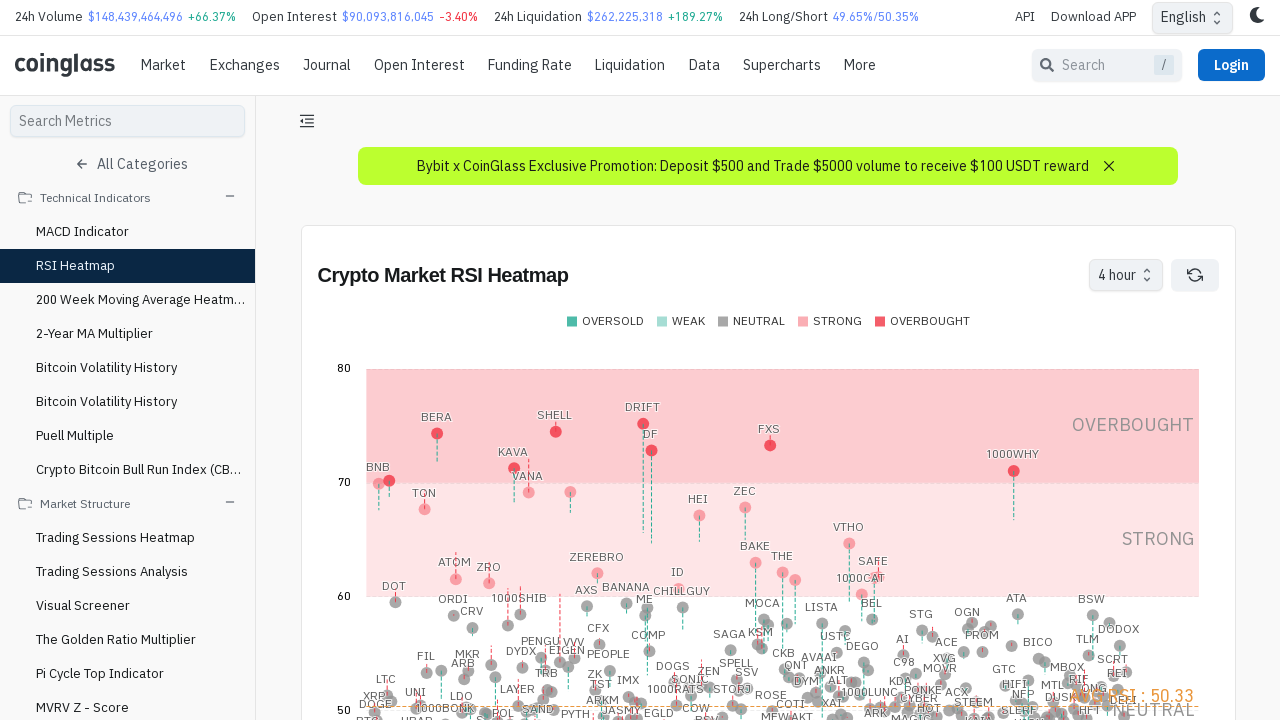 24h Volume $148,439,464,496 +66.37% Open Interest $90,093,816,045 -3.40% 24h Liquidation $262,225,318 +189.27% 24h Long/Short 49.65%/50.35% API Download APP English
coinglass Market Exchanges Journal Open Interest Funding Rate Liquidation Data Supercharts More Search / Login
Search Metrics
All Categories
Technical Indicators
MACD Indicator
RSI Heatmap
200 Week Moving Average Heatm...
2-Year MA Multiplier
Bitcoin Volatility History
Bitcoin Volatility History
Puell Multiple
Crypto Bitcoin Bull Run Index (CB...
Market Structure
Trading Sessions Heatmap
Trading Sessions Analysis
Visual Screener
The Golden Ratio Multiplier
Pi Cycle Top Indicator
MVRV Z - Score
Bybit x CoinGlass Exclusive Promotion: Deposit $500 and Trade $5000 volume to receive $100 USDT reward
Crypto Market RSI Heatmap 4 hour
OVERSOLD WEAK NEUTRAL STRONG OVERBOUGHT
80
DRIFT
BERA SHELL
OVERBOUGHT
FXS
DF
KAVA 1000WHY
BNB
VANA
70
TON HEI ZEC
VTHO
STRONG
BAKE
ZEREBRO THE
ATOM ZRO SAFE
ID 1000CAT
DOT AXS BANANA CHILLGUY
60
ORDI 1000SHIB ME MOCA LISTA BEL ATA BSW
CRV STG OGN
CFX DODOX
COMP SAGA KSM USTC PROM
PENGU VVV AI ACE BICO TLM
DYDX EIGEN PEOPLE CKB DEGO
FIL MKR AVAAI XVG
ARB DOGS SPELL ONT C98 MBOX SCRT
TRB ZK ZEN SSV ANKR MOVR GTC REI
LTC IMX SONIC DYM ALT KDA RIF
TST 1000RATS STORJ HIFI MTL
XRP UNI LDO LAYER ROSE 1000LUNC PONKE ACX NFP
DOGE 1000BONK ARKM COTI XAI CYBER STEEM DUSK DEFI
SAND DASH COW HOT SLERF HFT
PYTH EGLD ARK
50
NEUTRAL